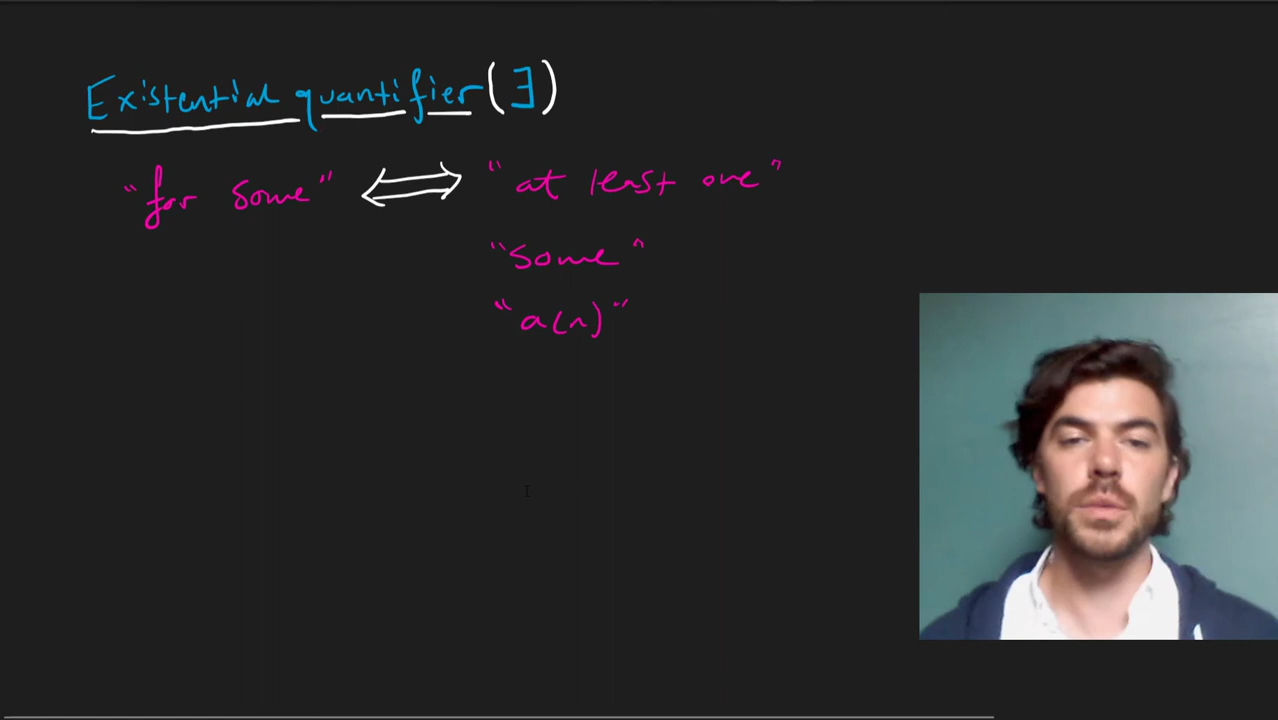 Existential quantifier (∃)
"for some" ⟺ "at least one"
"some"
"a(n)"